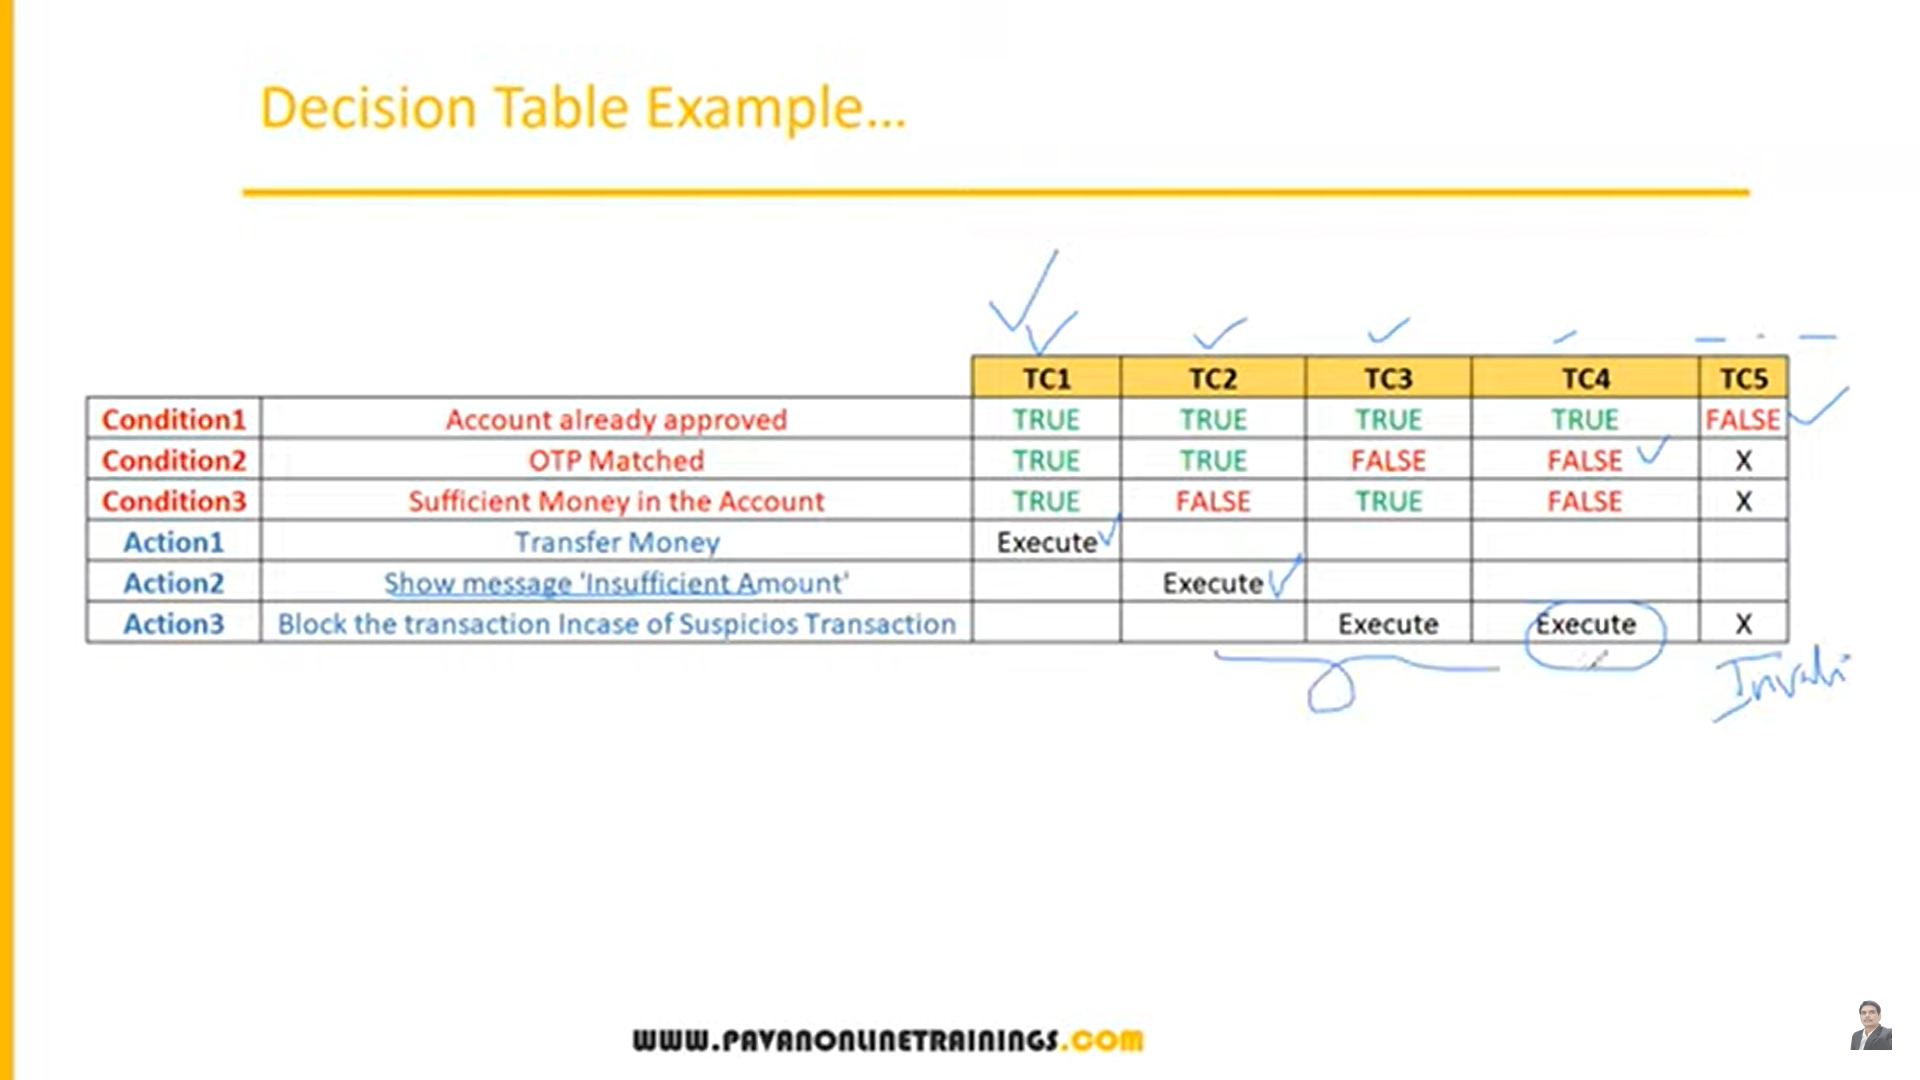 Decision Table Example...
TC1 TC2 TC3 TC4 TC5
Condition1 Account already approved TRUE TRUE TRUE TRUE FALSE
Condition2 OTP Matched TRUE TRUE FALSE FALSE X
Condition3 Sufficient Money in the Account TRUE FALSE TRUE FALSE X
Action1 Transfer Money Execute
Action2 Show message 'Insufficient Amount' Execute
Action3 Block the transaction Incase of Suspicios Transaction Execute Execute X
WWW.PAVANONLINETRAININGS.COM